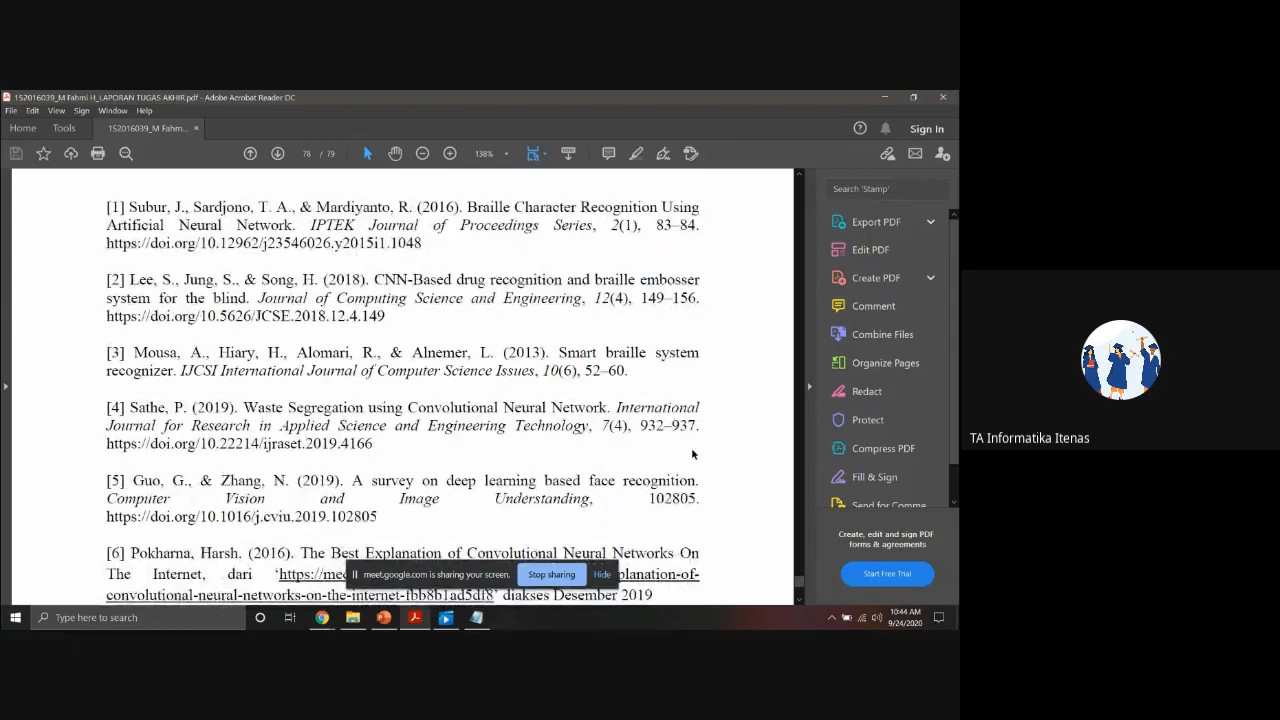 152016039_M Fahmi H_LAPORAN TUGAS AKHIR.pdf - Adobe Acrobat Reader DC
File Edit View Sign Window Help
Home Tools 152016039_M Fahm... × Sign In
78 / 79 138%
[1] Subur, J., Sardjono, T. A., & Mardiyanto, R. (2016). Braille Character Recognition Using
Artificial Neural Network. IPTEK Journal of Proceedings Series, 2(1), 83–84.
https://doi.org/10.12962/j23546026.y2015i1.1048
[2] Lee, S., Jung, S., & Song, H. (2018). CNN-Based drug recognition and braille embosser
system for the blind. Journal of Computing Science and Engineering, 12(4), 149–156.
https://doi.org/10.5626/JCSE.2018.12.4.149
[3] Mousa, A., Hiary, H., Alomari, R., & Alnemer, L. (2013). Smart braille system
recognizer. IJCSI International Journal of Computer Science Issues, 10(6), 52–60.
[4] Sathe, P. (2019). Waste Segregation using Convolutional Neural Network. International
Journal for Research in Applied Science and Engineering Technology, 7(4), 932–937.
https://doi.org/10.22214/ijraset.2019.4166
[5] Guo, G., & Zhang, N. (2019). A survey on deep learning based face recognition.
Computer Vision and Image Understanding, 102805.
https://doi.org/10.1016/j.cviu.2019.102805
[6] Pokharna, Harsh. (2016). The Best Explanation of Convolutional Neural Networks On
The Internet, dari ‘https://med planation-of-
convolutional-neural-networks-on-the-internet-fbb8b1ad5df8’ diakses Desember 2019
meet.google.com is sharing your screen. Stop sharing Hide
Search 'Stamp'
Export PDF
Edit PDF
Create PDF
Comment
Combine Files
Organize Pages
Redact
Protect
Compress PDF
Fill & Sign
Send for Comme
Create, edit and sign PDF
forms & agreements
Start Free Trial
Type here to search
10:44 AM
9/24/2020
TA Informatika Itenas